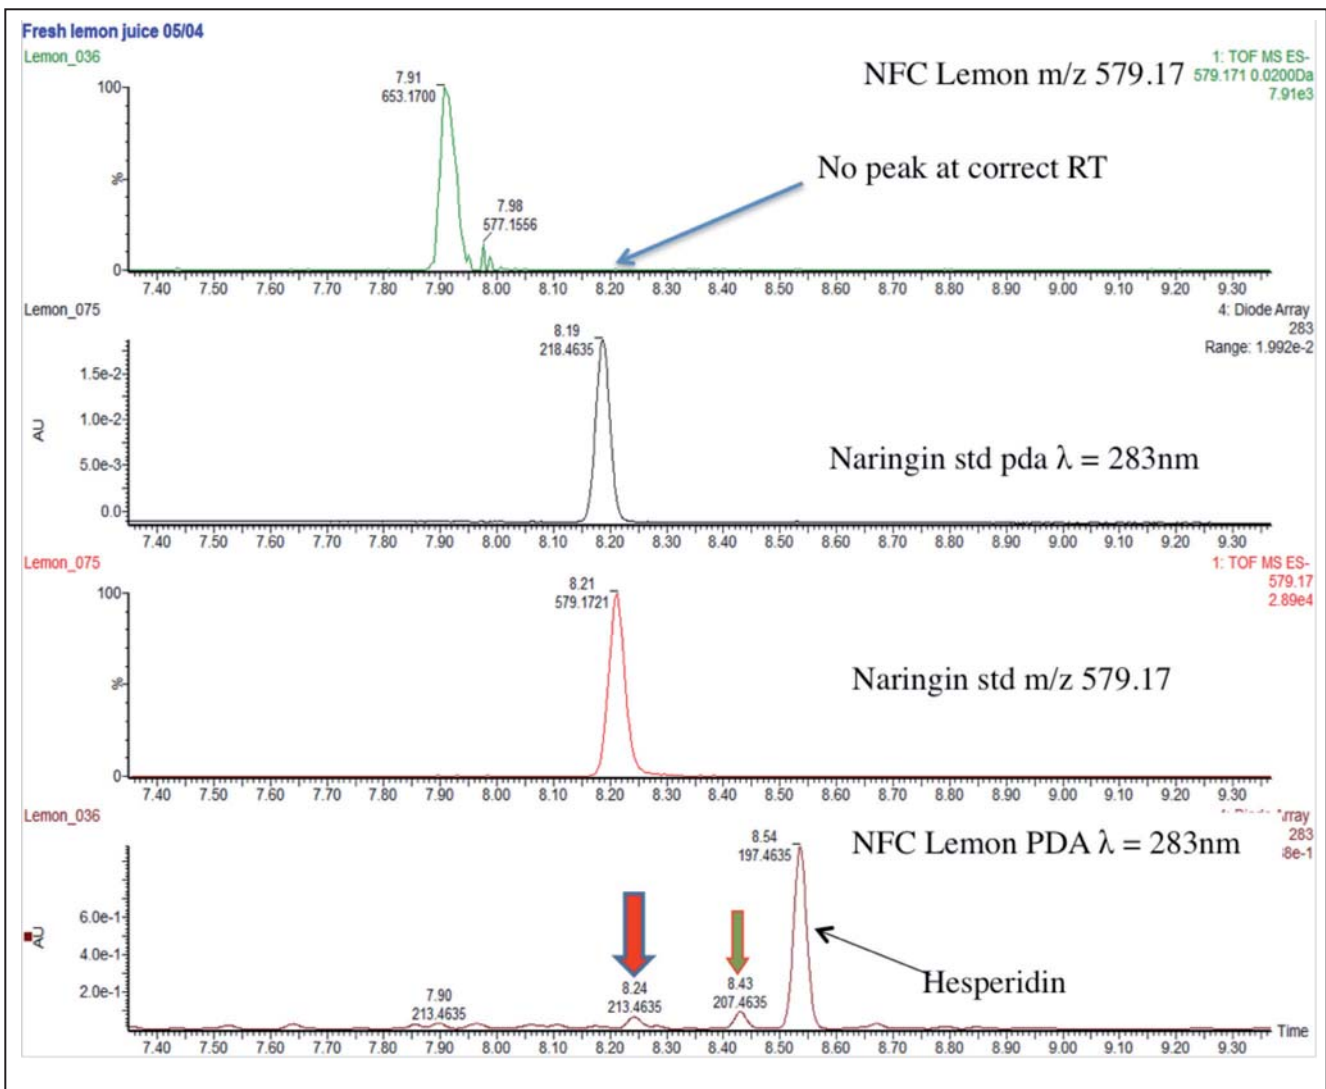 Fresh lemon juice 05/04
Lemon_036
1: TOF MS ES-
579.171 0.0200Da
7.91e3
NFC Lemon m/z 579.17
7.91
653.1700
100
No peak at correct RT
%
7.98
577.1556
0
7.40 7.50 7.60 7.70 7.80 7.90 8.00 8.10 8.20 8.30 8.40 8.50 8.60 8.70 8.80 8.90 9.00 9.10 9.20 9.30
Lemon_075
4: Diode Array
283
Range: 1.992e-2
8.19
218.4635
1.5e-2
AU
1.0e-2
5.0e-3
0.0
Naringin std pda λ = 283nm
7.40 7.50 7.60 7.70 7.80 7.90 8.00 8.10 8.20 8.30 8.40 8.50 8.60 8.70 8.80 8.90 9.00 9.10 9.20 9.30
Lemon_075
1: TOF MS ES-
579.17
2.89e4
8.21
579.1721
100
%
Naringin std m/z 579.17
0
7.40 7.50 7.60 7.70 7.80 7.90 8.00 8.10 8.20 8.30 8.40 8.50 8.60 8.70 8.80 8.90 9.00 9.10 9.20 9.30
Lemon_036
283
8e-1
NFC Lemon PDA λ = 283nm
8.54
197.4635
6.0e-1
AU
4.0e-1
2.0e-1
Hesperidin
7.90
213.4635
8.24
213.4635
8.43
207.4635
Time
7.40 7.50 7.60 7.70 7.80 7.90 8.00 8.10 8.20 8.30 8.40 8.50 8.60 8.70 8.80 8.90 9.00 9.10 9.20 9.30